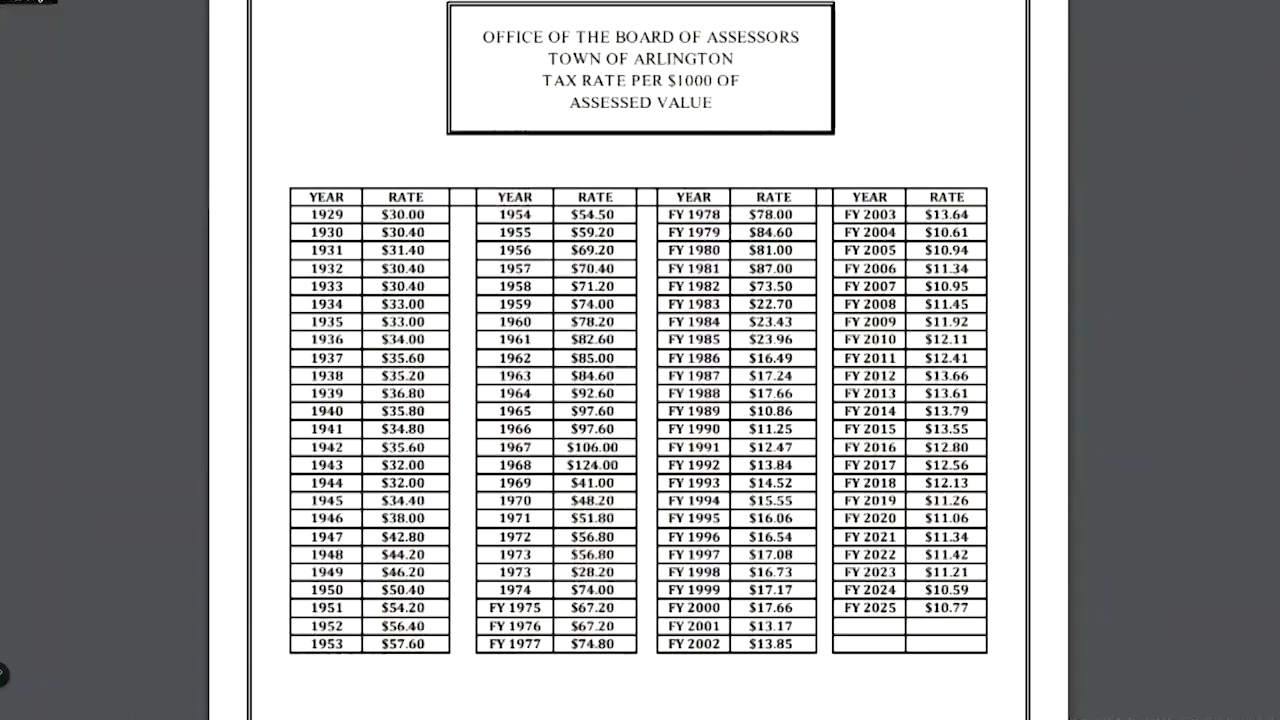 OFFICE OF THE BOARD OF ASSESSORS
TOWN OF ARLINGTON
TAX RATE PER $1000 OF
ASSESSED VALUE
YEAR RATE YEAR RATE YEAR RATE YEAR RATE
1929 $30.00 1954 $54.50 FY 1978 $78.00 FY 2003 $13.64
1930 $30.40 1955 $59.20 FY 1979 $84.60 FY 2004 $10.61
1931 $31.40 1956 $69.20 FY 1980 $81.00 FY 2005 $10.94
1932 $30.40 1957 $70.40 FY 1981 $87.00 FY 2006 $11.34
1933 $30.40 1958 $71.20 FY 1982 $73.50 FY 2007 $10.95
1934 $33.00 1959 $74.00 FY 1983 $22.70 FY 2008 $11.45
1935 $33.00 1960 $78.20 FY 1984 $23.43 FY 2009 $11.92
1936 $34.00 1961 $82.60 FY 1985 $23.96 FY 2010 $12.11
1937 $35.60 1962 $85.00 FY 1986 $16.49 FY 2011 $12.41
1938 $35.20 1963 $84.60 FY 1987 $17.24 FY 2012 $13.66
1939 $36.80 1964 $92.60 FY 1988 $17.66 FY 2013 $13.61
1940 $35.80 1965 $97.60 FY 1989 $10.86 FY 2014 $13.79
1941 $34.80 1966 $97.60 FY 1990 $11.25 FY 2015 $13.55
1942 $35.60 1967 $106.00 FY 1991 $12.47 FY 2016 $12.80
1943 $32.00 1968 $124.00 FY 1992 $13.84 FY 2017 $12.56
1944 $32.00 1969 $41.00 FY 1993 $14.52 FY 2018 $12.13
1945 $34.40 1970 $48.20 FY 1994 $15.55 FY 2019 $11.26
1946 $38.00 1971 $51.80 FY 1995 $16.06 FY 2020 $11.06
1947 $42.80 1972 $56.80 FY 1996 $16.54 FY 2021 $11.34
1948 $44.20 1973 $56.80 FY 1997 $17.08 FY 2022 $11.42
1949 $46.20 1973 $28.20 FY 1998 $16.73 FY 2023 $11.21
1950 $50.40 1974 $74.00 FY 1999 $17.17 FY 2024 $10.59
1951 $54.20 FY 1975 $67.20 FY 2000 $17.66 FY 2025 $10.77
1952 $56.40 FY 1976 $67.20 FY 2001 $13.17
1953 $57.60 FY 1977 $74.80 FY 2002 $13.85